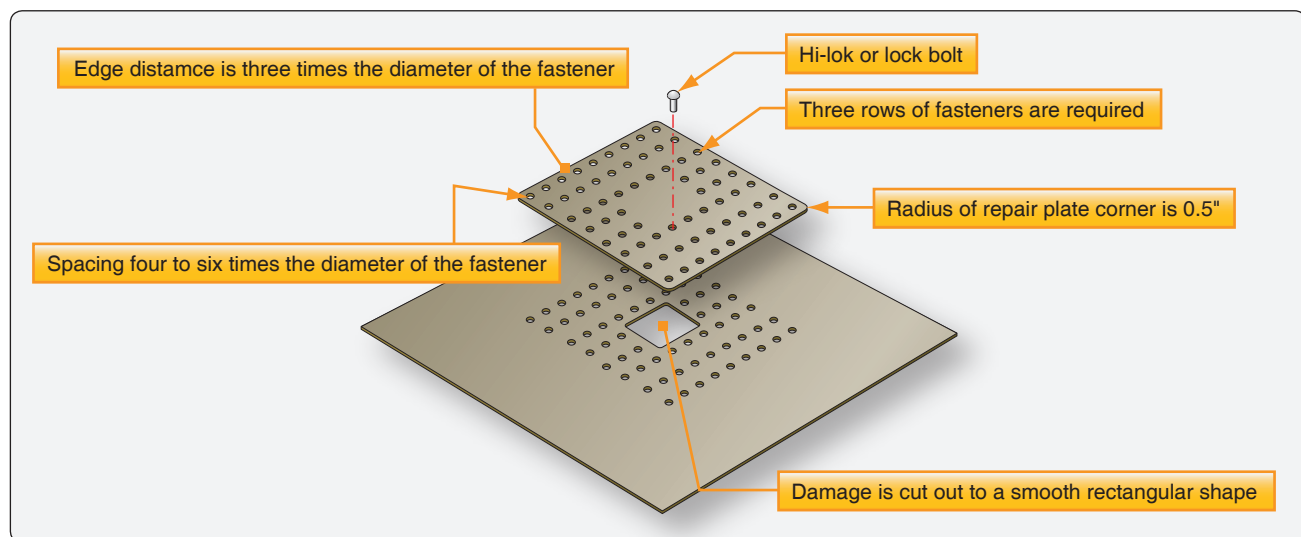 Edge distamce is three times the diameter of the fastener
Hi-lok or lock bolt
Three rows of fasteners are required
Radius of repair plate corner is 0.5"
Spacing four to six times the diameter of the fastener
Damage is cut out to a smooth rectangular shape